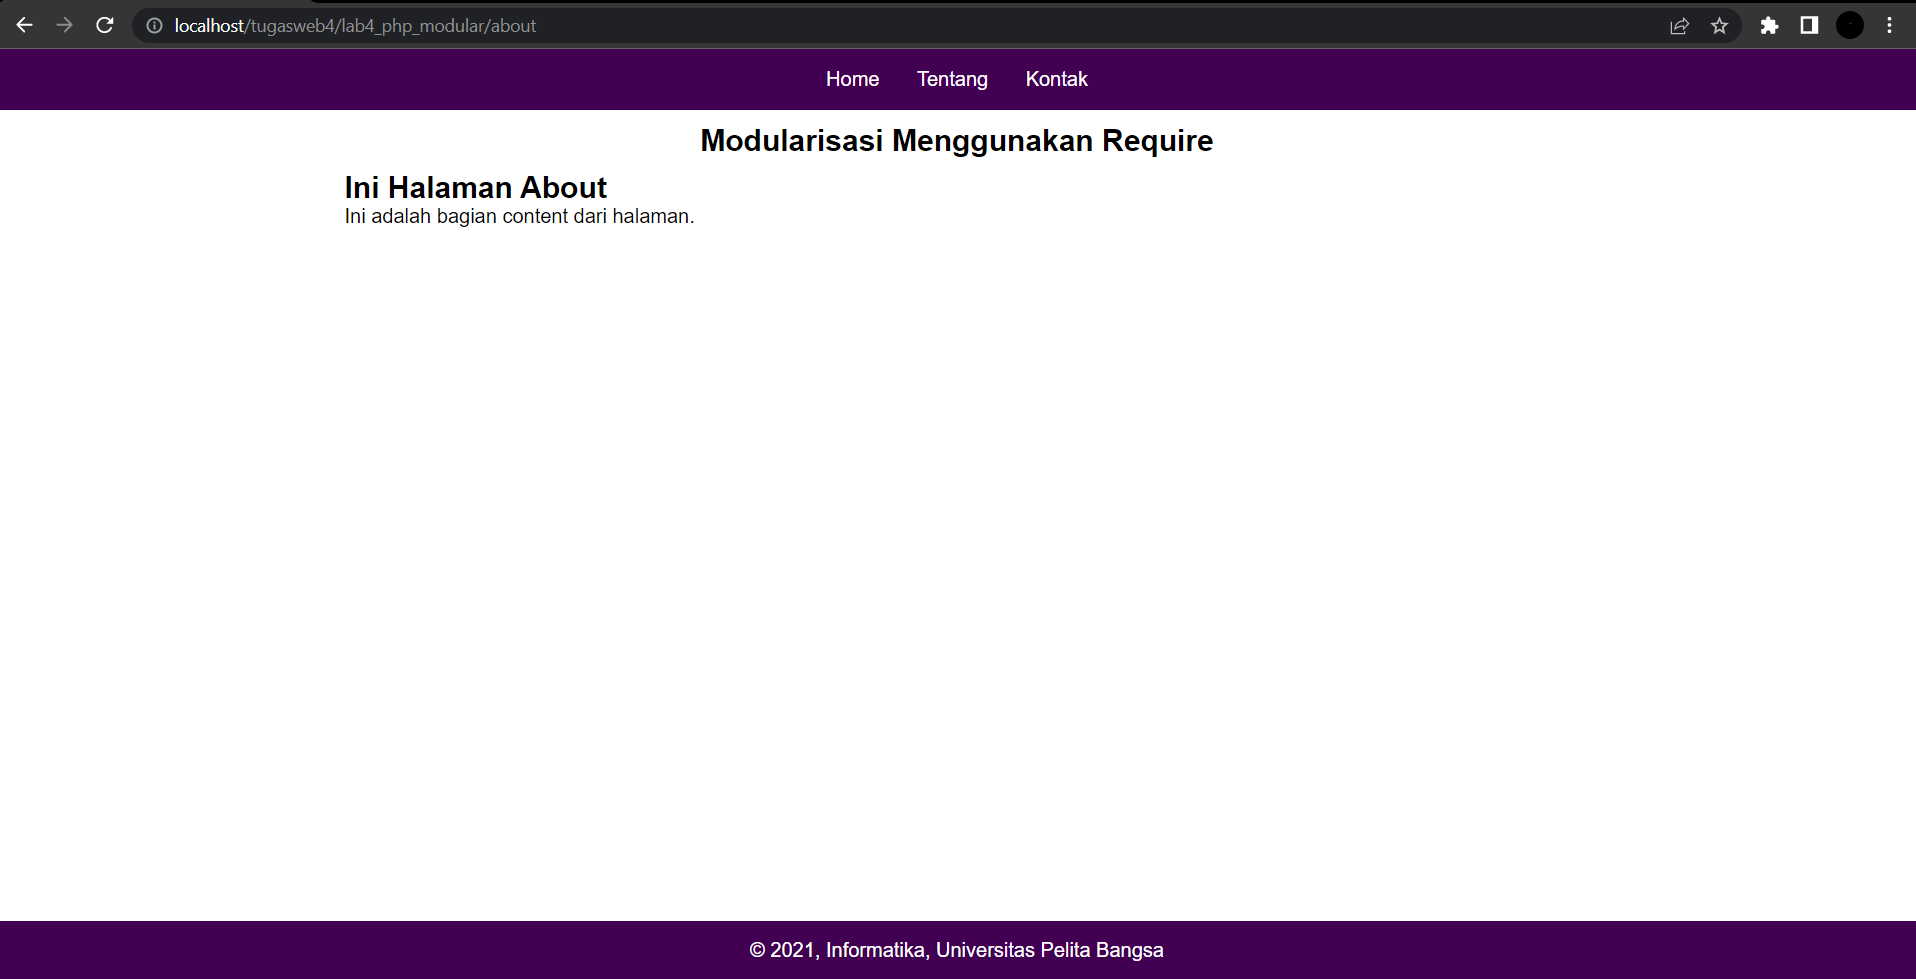 localhost/tugasweb4/lab4_php_modular/about
Home Tentang Kontak
Modularisasi Menggunakan Require
Ini Halaman About
Ini adalah bagian content dari halaman.
© 2021, Informatika, Universitas Pelita Bangsa